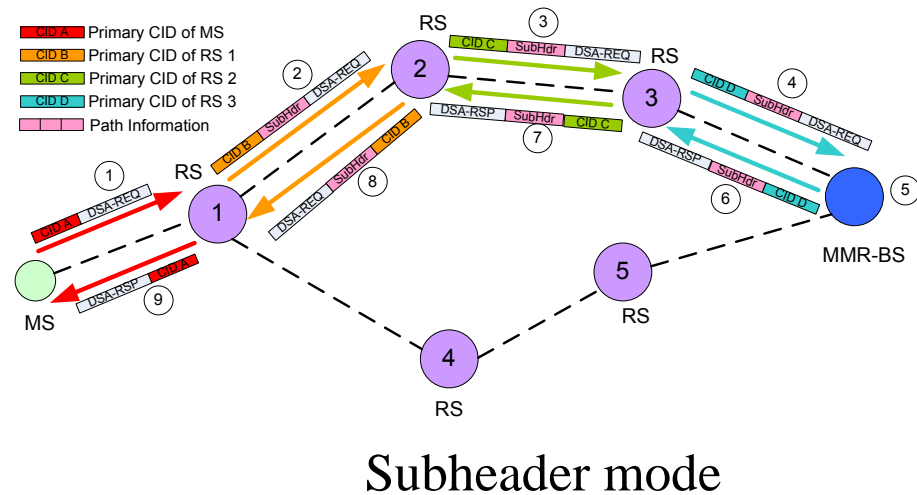 CID A Primary CID of MS
CID B Primary CID of RS 1
CID C Primary CID of RS 2
CID D Primary CID of RS 3
Path Information
1
CID A DSA-REQ
2
CID B SubHdr DSA-REQ
3
CID C SubHdr DSA-REQ
4
CID D SubHdr DSA-REQ
5
DSA-RSP SubHdr CID D
6
DSA-RSP SubHdr CID C
7
DSA-REQ SubHdr CID B
8
DSA-RSP CID A
9
MS
RS
1
RS
2
RS
3
MMR-BS
4
RS
5
RS
Subheader mode